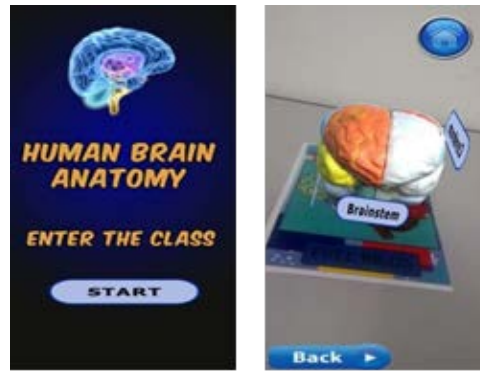 HUMAN BRAIN
ANATOMY
ENTER THE CLASS
START
Brainstem
Back